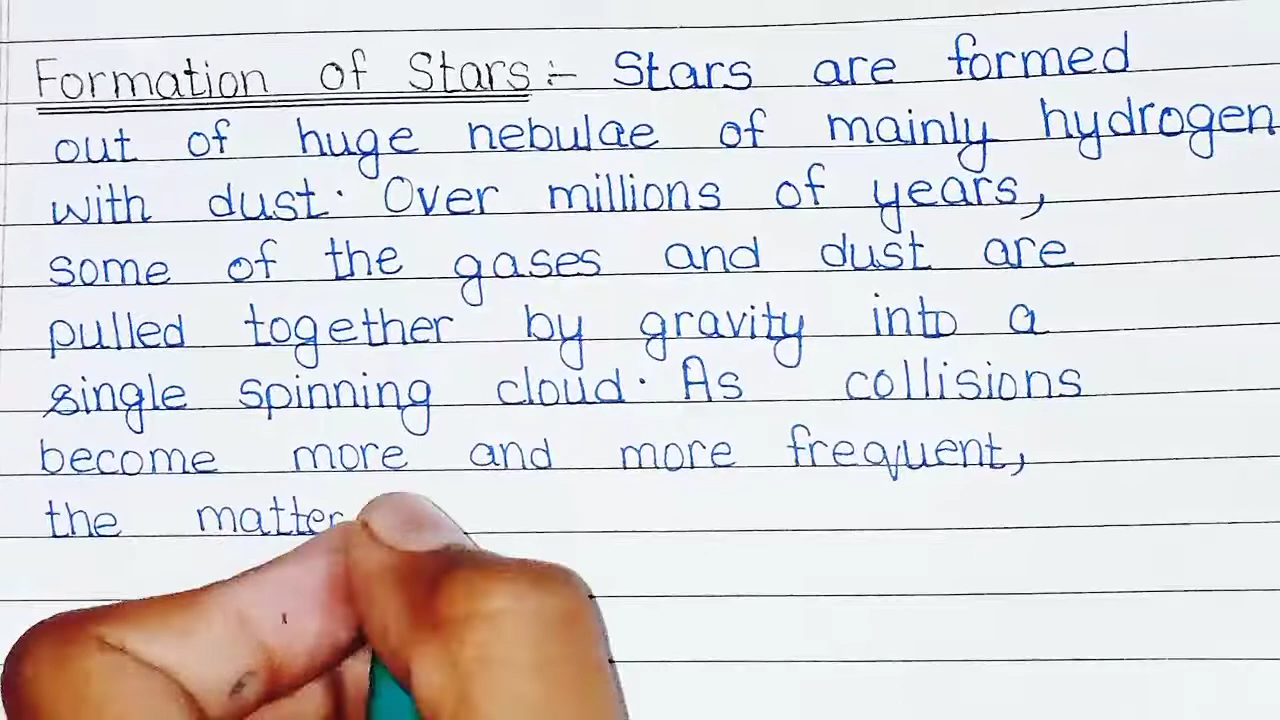 Formation of Stars :- Stars are formed
out of huge nebulae of mainly hydrogen
with dust. Over millions of years,
some of the gases and dust are
pulled together by gravity into a
single spinning cloud. As collisions
become more and more frequent,
the matter